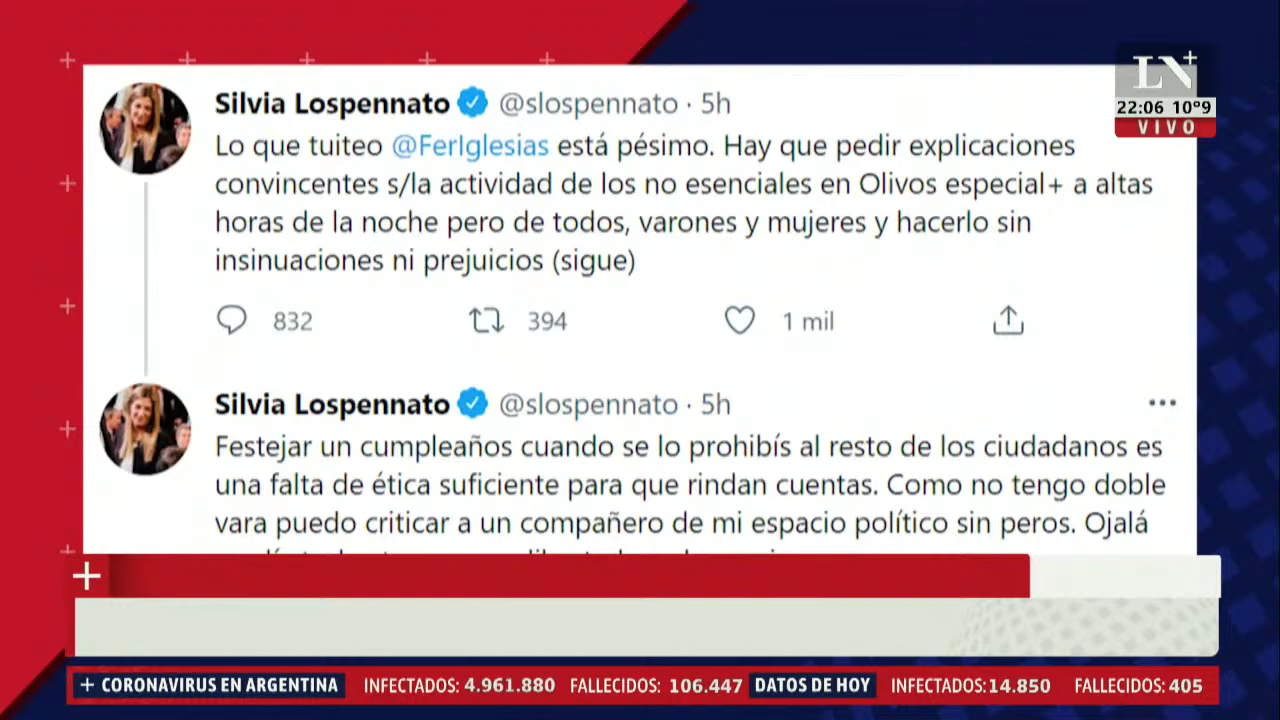 LN+
22:06 10°9
VIVO
Silvia Lospennato @slospennato · 5h
Lo que tuiteo @FerIglesias está pésimo. Hay que pedir explicaciones
convincentes s/la actividad de los no esenciales en Olivos especial+ a altas
horas de la noche pero de todos, varones y mujeres y hacerlo sin
insinuaciones ni prejuicios (sigue)
832 394 1 mil
Silvia Lospennato @slospennato · 5h
Festejar un cumpleaños cuando se lo prohibís al resto de los ciudadanos es
una falta de ética suficiente para que rindan cuentas. Como no tengo doble
vara puedo criticar a un compañero de mi espacio político sin peros. Ojalá
+ CORONAVIRUS EN ARGENTINA INFECTADOS: 4.961.880 FALLECIDOS: 106.447 DATOS DE HOY INFECTADOS:14.850 FALLECIDOS: 405